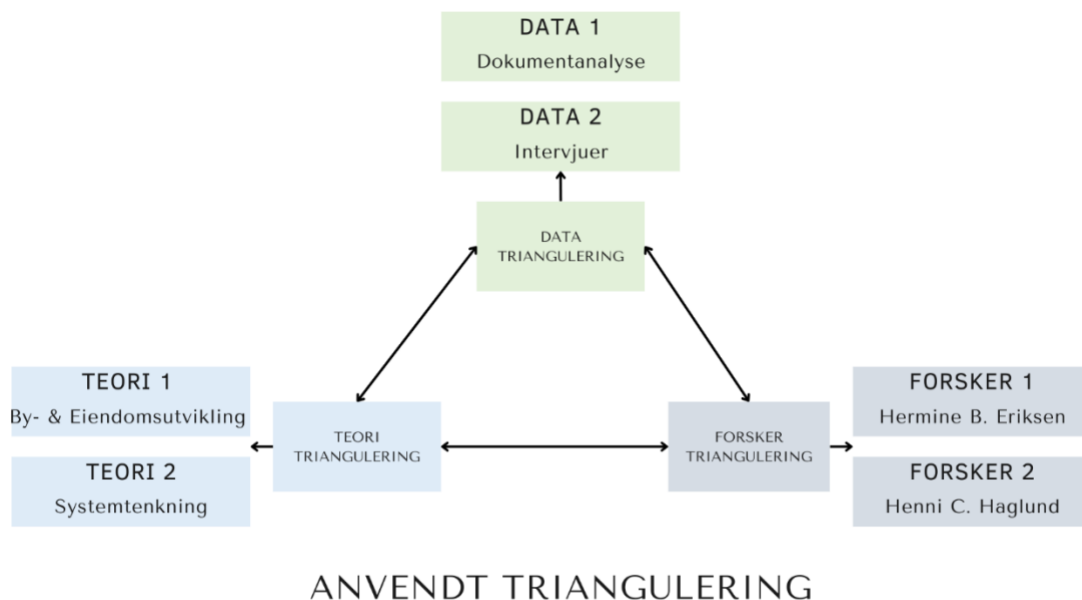 DATA 1
Dokumentanalyse
DATA 2
Intervjuer
DATA
TRIANGULERING
TEORI 1
By- & Eiendomsutvikling
TEORI 2
Systemtenkning
TEORI
TRIANGULERING
FORSKER
TRIANGULERING
FORSKER 1
Hermine B. Eriksen
FORSKER 2
Henni C. Haglund
ANVENDT TRIANGULERING